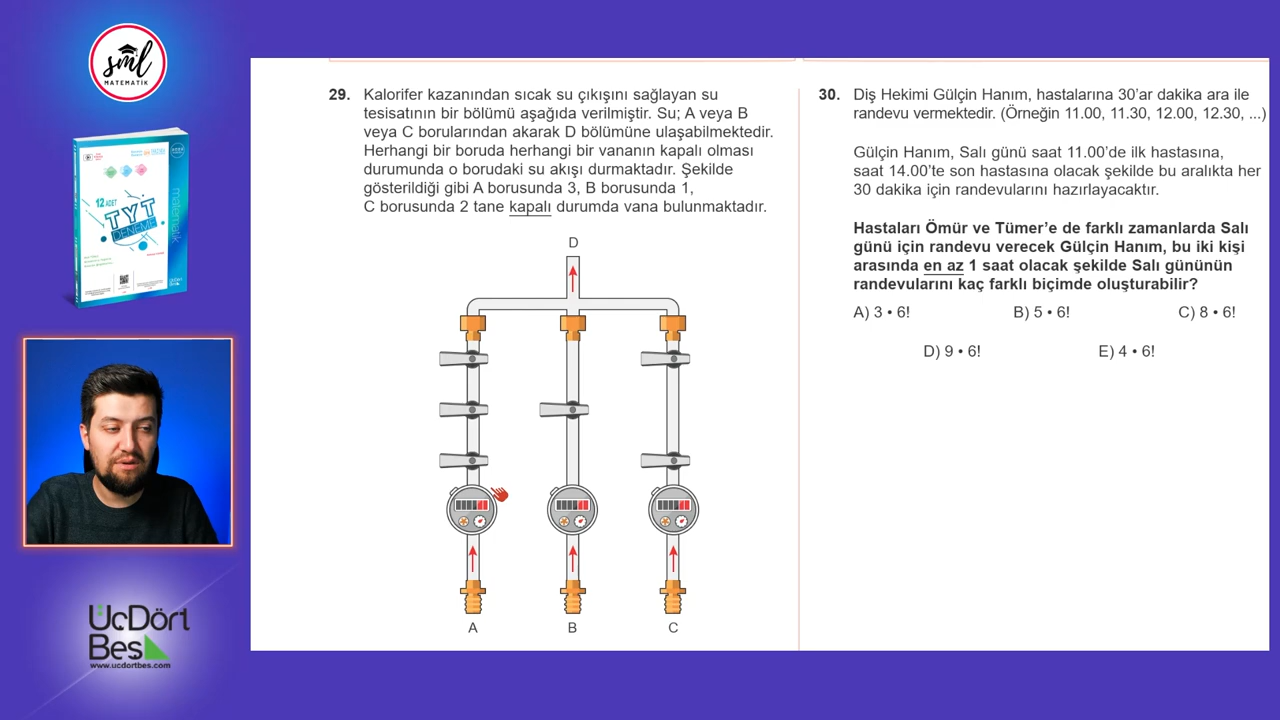 sml
MATEMATİK
12 ADET
TYT
DENEME
matematik
ÜçDört
Beş
www.ucdortbes.com
29. Kalorifer kazanından sıcak su çıkışını sağlayan su
tesisatının bir bölümü aşağıda verilmiştir. Su; A veya B
veya C borularından akarak D bölümüne ulaşabilmektedir.
Herhangi bir boruda herhangi bir vananın kapalı olması
durumunda o borudaki su akışı durmaktadır. Şekilde
gösterildiği gibi A borusunda 3, B borusunda 1,
C borusunda 2 tane kapalı durumda vana bulunmaktadır.
D
A B C
30. Diş Hekimi Gülçin Hanım, hastalarına 30'ar dakika ara ile
randevu vermektedir. (Örneğin 11.00, 11.30, 12.00, 12.30, ...)
Gülçin Hanım, Salı günü saat 11.00'de ilk hastasına,
saat 14.00'te son hastasına olacak şekilde bu aralıkta her
30 dakika için randevularını hazırlayacaktır.
Hastaları Ömür ve Tümer'e de farklı zamanlarda Salı
günü için randevu verecek Gülçin Hanım, bu iki kişi
arasında en az 1 saat olacak şekilde Salı gününün
randevularını kaç farklı biçimde oluşturabilir?
A) 3 • 6! B) 5 • 6! C) 8 • 6!
D) 9 • 6! E) 4 • 6!